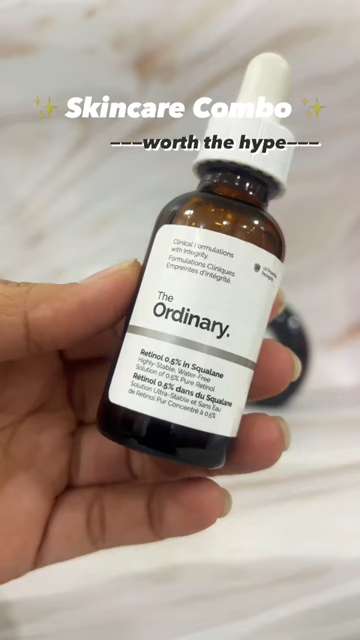 ✨ Skincare Combo ✨
---worth the hype---
Clinical Formulations
with Integrity.
Formulations Cliniques
Empreintes d'Intégrité.
The
Ordinary.
Retinol 0.5% in Squalane
Highly-Stable, Water-Free
Solution of 0.5% Pure Retinol
Rétinol 0.5% dans du Squalane
Solution Ultra-Stable et Sans Eau
de Rétinol Pur Concentré à 0.5%